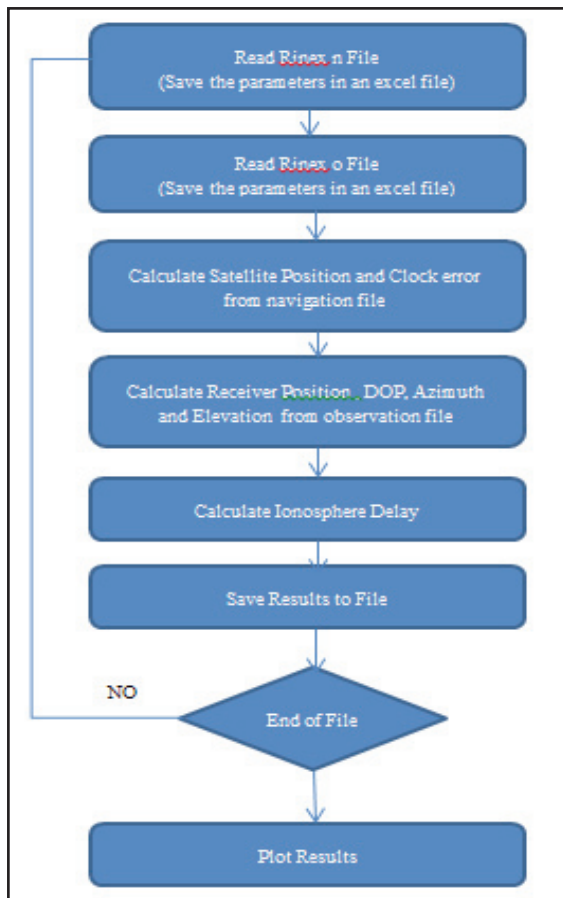 Read Rinex n File
(Save the parameters in an excel file)
Read Rinex o File
(Save the parameters in an excel file)
Calculate Satellite Position and Clock error
from navigation file
Calculate Receiver Position , DOP, Azimuth
and Elevation from observation file
Calculate Ionosphere Delay
Save Results to File
NO
End of File
Plot Results